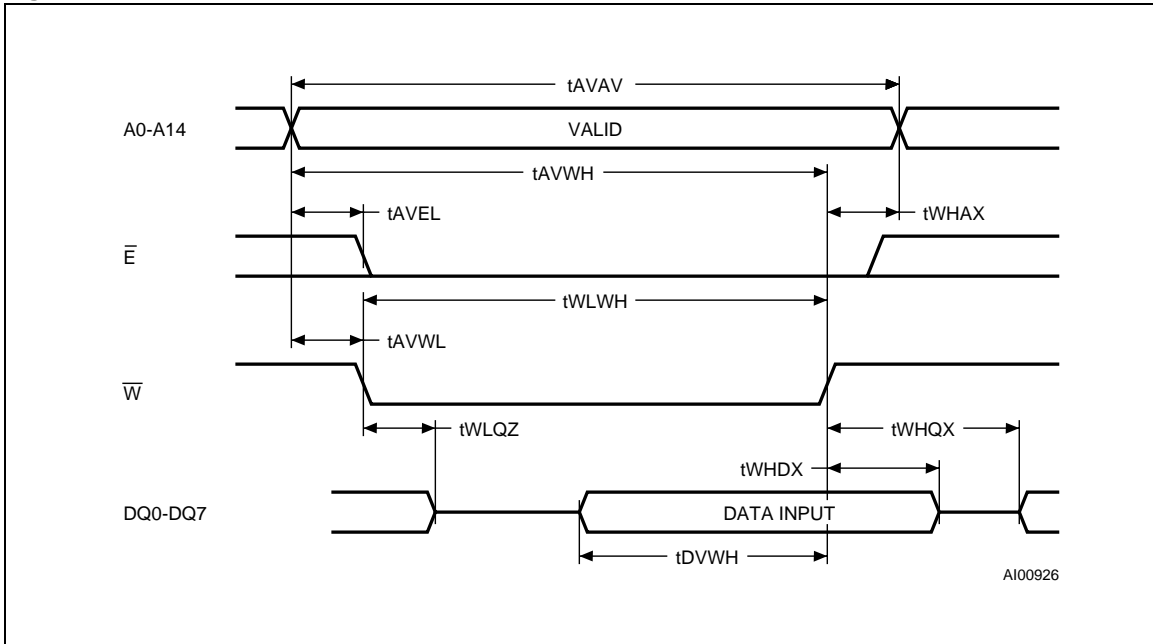 tAVAV
A0-A14
VALID
tAVWH
tAVEL
tWHAX
E̅
tWLWH
tAVWL
W̅
tWLQZ
tWHQX
tWHDX
DQ0-DQ7
DATA INPUT
tDVWH
AI00926